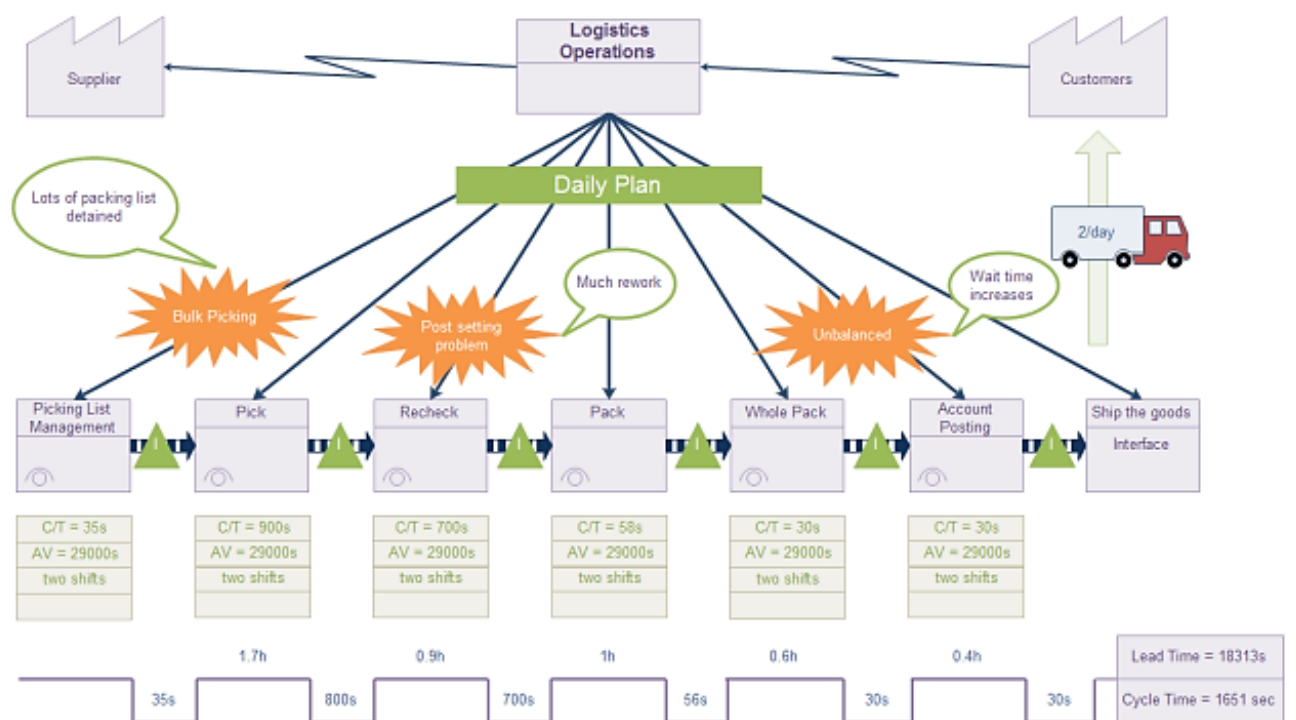 Logistics
Operations
Supplier
Customers
Daily Plan
Lots of packing list
detained
2/day
Much rework
Wait time
increases
Bulk Picking
Post setting
problem
Unbalanced
Picking List
Management
Pick
Recheck
Pack
Whole Pack
Account
Posting
Ship the goods
Interface
I
I
I
I
I
I
C/T = 35s
AV = 29000s
two shifts
C/T = 900s
AV = 29000s
two shifts
C/T = 700s
AV = 29000s
two shifts
C/T = 58s
AV = 29000s
two shifts
C/T = 30s
AV = 29000s
two shifts
C/T = 30s
AV = 29000s
two shifts
1.7h
0.9h
1h
0.6h
0.4h
Lead Time = 18313s
35s
800s
700s
56s
30s
30s
Cycle Time = 1651 sec